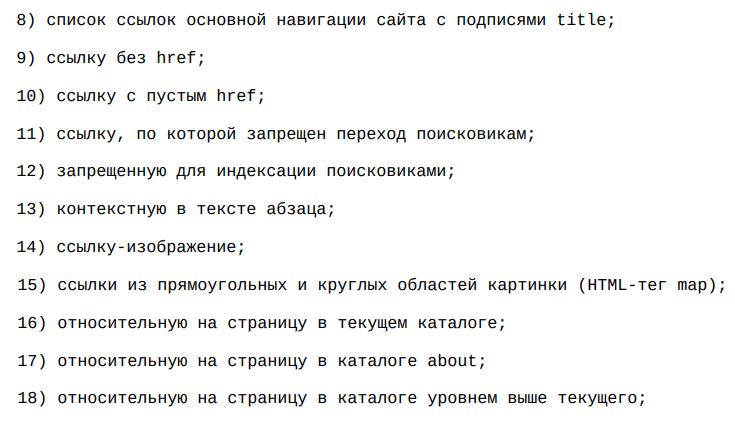 8) список ссылок основной навигации сайта с подписями title;
9) ссылку без href;
10) ссылку с пустым href;
11) ссылку, по которой запрещен переход поисковикам;
12) запрещенную для индексации поисковиками;
13) контекстную в тексте абзаца;
14) ссылку-изображение;
15) ссылки из прямоугольных и круглых областей картинки (HTML-тег map);
16) относительную на страницу в текущем каталоге;
17) относительную на страницу в каталоге about;
18) относительную на страницу в каталоге уровнем выше текущего;